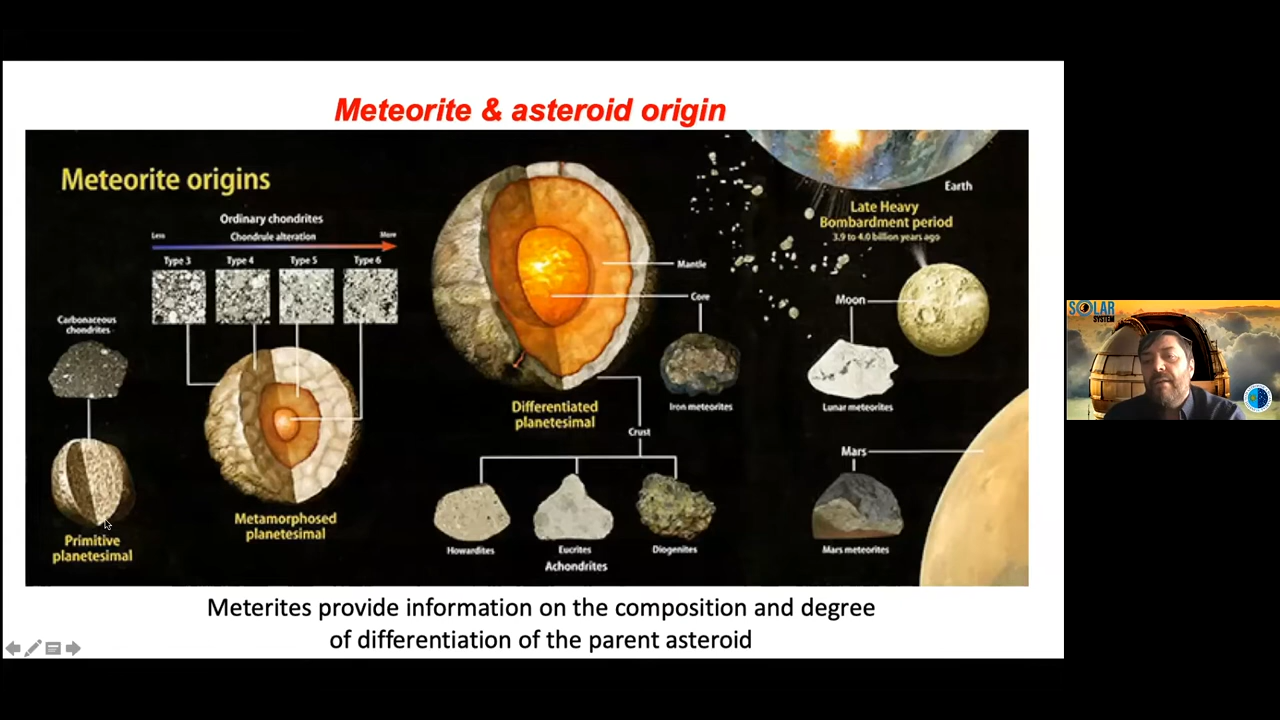 Meteorite & asteroid origin
Meteorite origins
Ordinary chondrites
Less
Chondrule alteration
More
Type 3
Type 4
Type 5
Type 6
Carbonaceous
chondrites
Primitive
planetesimal
Metamorphosed
planetesimal
Mantle
Core
Differentiated
planetesimal
Iron meteorites
Crust
Howardites
Eucrites
Diogenites
Achondrites
Earth
Late Heavy
Bombardment period
3.9 to 4.0 billion years ago
Moon
Lunar meteorites
Mars
Mars meteorites
Meterites provide information on the composition and degree
of differentiation of the parent asteroid
SOLAR
SYSTEM